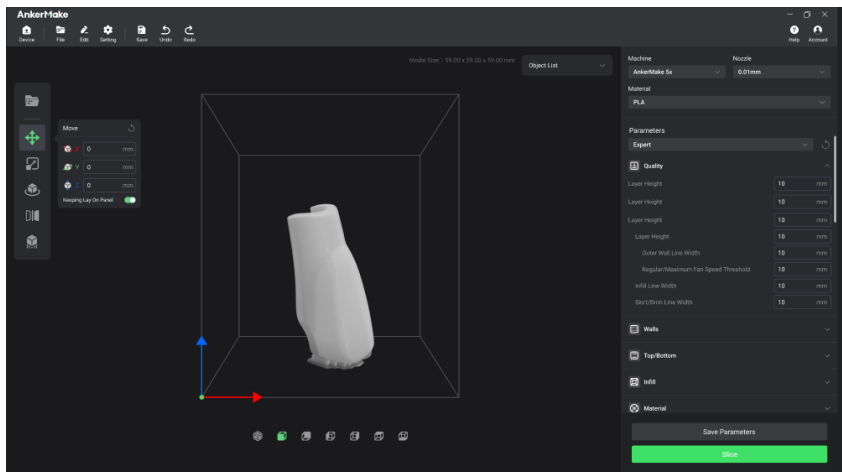 AnkerMake
Device File Edit Setting Save Undo Redo Help Account
Model Size : 59.00 x 59.00 x 59.00 mm
Object List
Move
X 0 mm
Y 0 mm
Z 0 mm
Keeping Lay On Panel
Machine Nozzle
AnkerMake 5x 0.01mm
Material
PLA
Parameters
Expert
Quality
Layer Height 10 mm
Layer Height 10 mm
Layer Height 10 mm
Layer Height 10 mm
Outer Wall Line Width 10 mm
Regular/Maximum Fan Speed Threshold 10 mm
Infill Line Width 10 mm
Skirt/Brim Line Width 10 mm
Walls
Top/Bottom
Infill
Material
Save Parameters
Slice